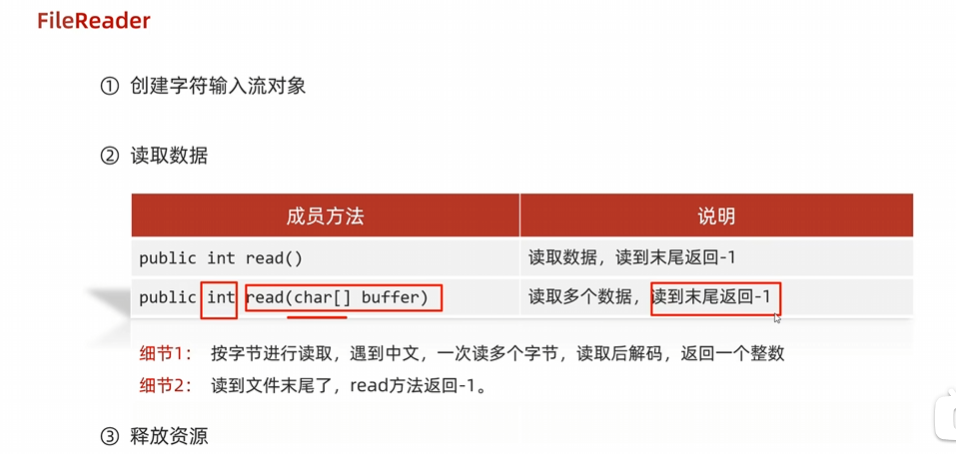 FileReader
① 创建字符输入流对象
② 读取数据
成员方法 说明
public int read() 读取数据，读到末尾返回-1
public int read(char[] buffer) 读取多个数据，读到末尾返回-1
细节1： 按字节进行读取，遇到中文，一次读多个字节，读取后解码，返回一个整数
细节2： 读到文件末尾了，read方法返回-1。
③ 释放资源